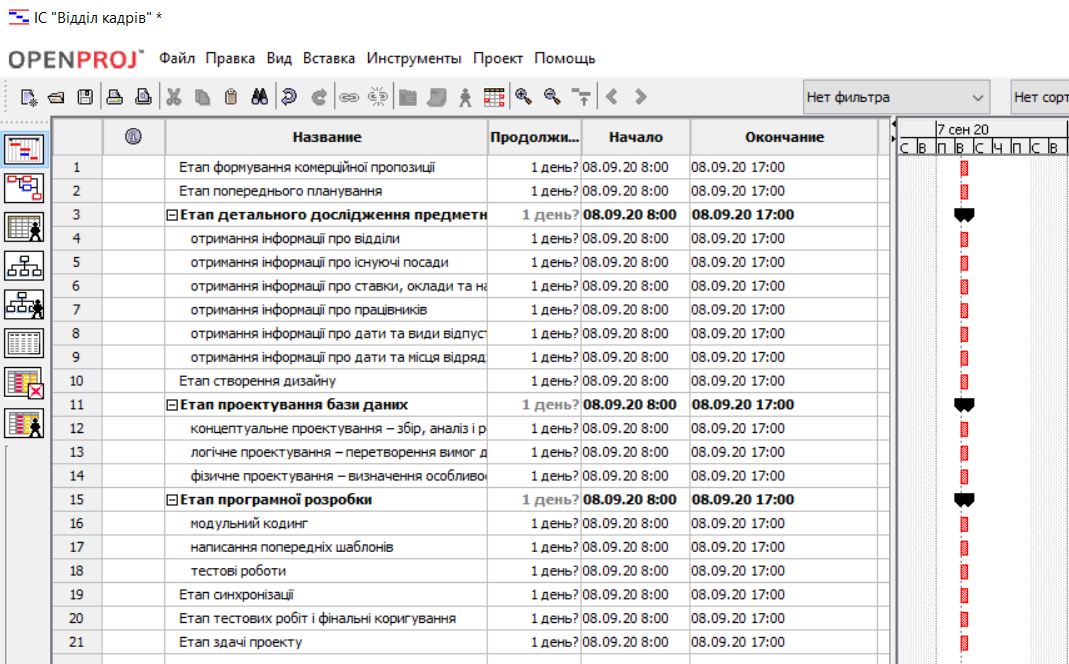 ІС "Відділ кадрів" *
OPENPROJ™ Файл Правка Вид Вставка Инструменты Проект Помощь
Нет фильтра Нет сорт
Название Продолжи... Начало Окончание
7 сен 20
С В П В С Ч П С В
1 Етап формування комерційної пропозиції 1 день? 08.09.20 8:00 08.09.20 17:00
2 Етап попереднього планування 1 день? 08.09.20 8:00 08.09.20 17:00
3 Етап детального дослідження предметн 1 день? 08.09.20 8:00 08.09.20 17:00
4 отримання інформації про відділи 1 день? 08.09.20 8:00 08.09.20 17:00
5 отримання інформації про існуючі посади 1 день? 08.09.20 8:00 08.09.20 17:00
6 отримання інформації про ставки, оклади та на 1 день? 08.09.20 8:00 08.09.20 17:00
7 отримання інформації про працівників 1 день? 08.09.20 8:00 08.09.20 17:00
8 отримання інформації про дати та види відпуст 1 день? 08.09.20 8:00 08.09.20 17:00
9 отримання інформації про дати та місця відряд 1 день? 08.09.20 8:00 08.09.20 17:00
10 Етап створення дизайну 1 день? 08.09.20 8:00 08.09.20 17:00
11 Етап проектування бази даних 1 день? 08.09.20 8:00 08.09.20 17:00
12 концептуальне проектування – збір, аналіз і р 1 день? 08.09.20 8:00 08.09.20 17:00
13 логічне проектування – перетворення вимог д 1 день? 08.09.20 8:00 08.09.20 17:00
14 фізичне проектування – визначення особливо 1 день? 08.09.20 8:00 08.09.20 17:00
15 Етап програмної розробки 1 день? 08.09.20 8:00 08.09.20 17:00
16 модульний кодинг 1 день? 08.09.20 8:00 08.09.20 17:00
17 написання попередніх шаблонів 1 день? 08.09.20 8:00 08.09.20 17:00
18 тестові роботи 1 день? 08.09.20 8:00 08.09.20 17:00
19 Етап синхронізації 1 день? 08.09.20 8:00 08.09.20 17:00
20 Етап тестових робіт і фінальні коригування 1 день? 08.09.20 8:00 08.09.20 17:00
21 Етап здачі проекту 1 день? 08.09.20 8:00 08.09.20 17:00